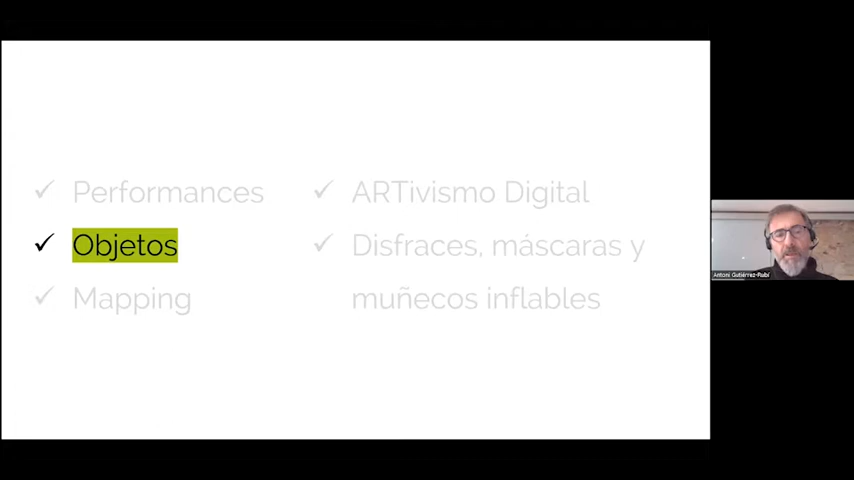 Performances
Objetos
Mapping
ARTivismo Digital
Disfraces, máscaras y
muñecos inflables
Antoni Gutiérrez-Rubí